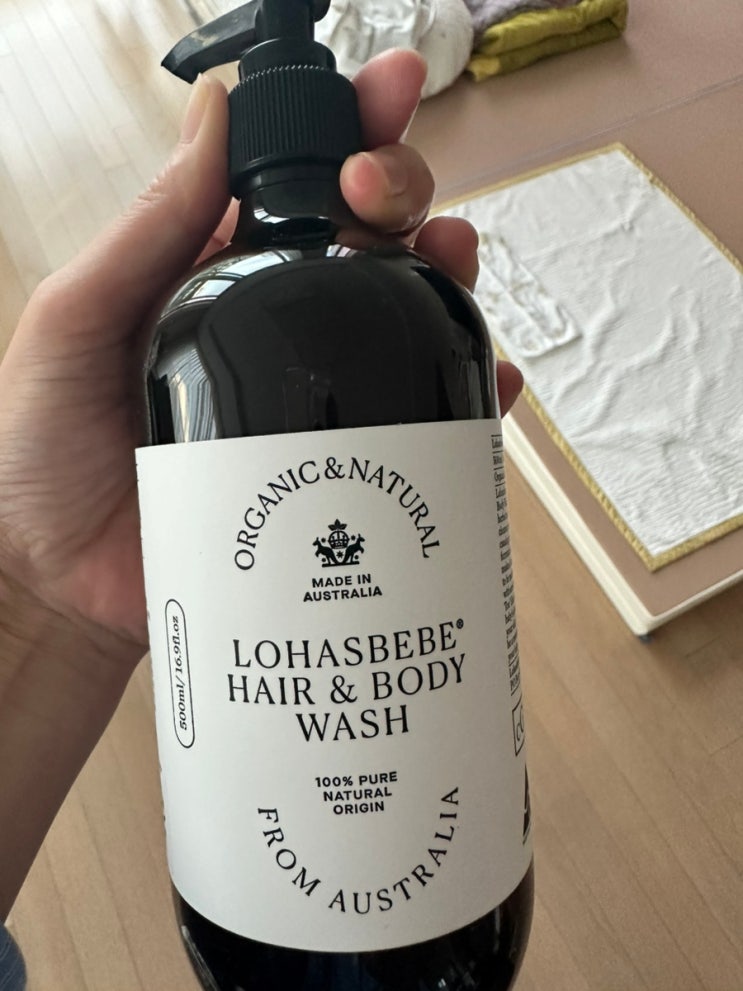 ORGANIC & NATURAL
MADE IN
AUSTRALIA
LOHASBEBE®
HAIR & BODY
WASH
500ml/16.9fl.oz
100% PURE
NATURAL
ORIGIN
FROM AUSTRALIA